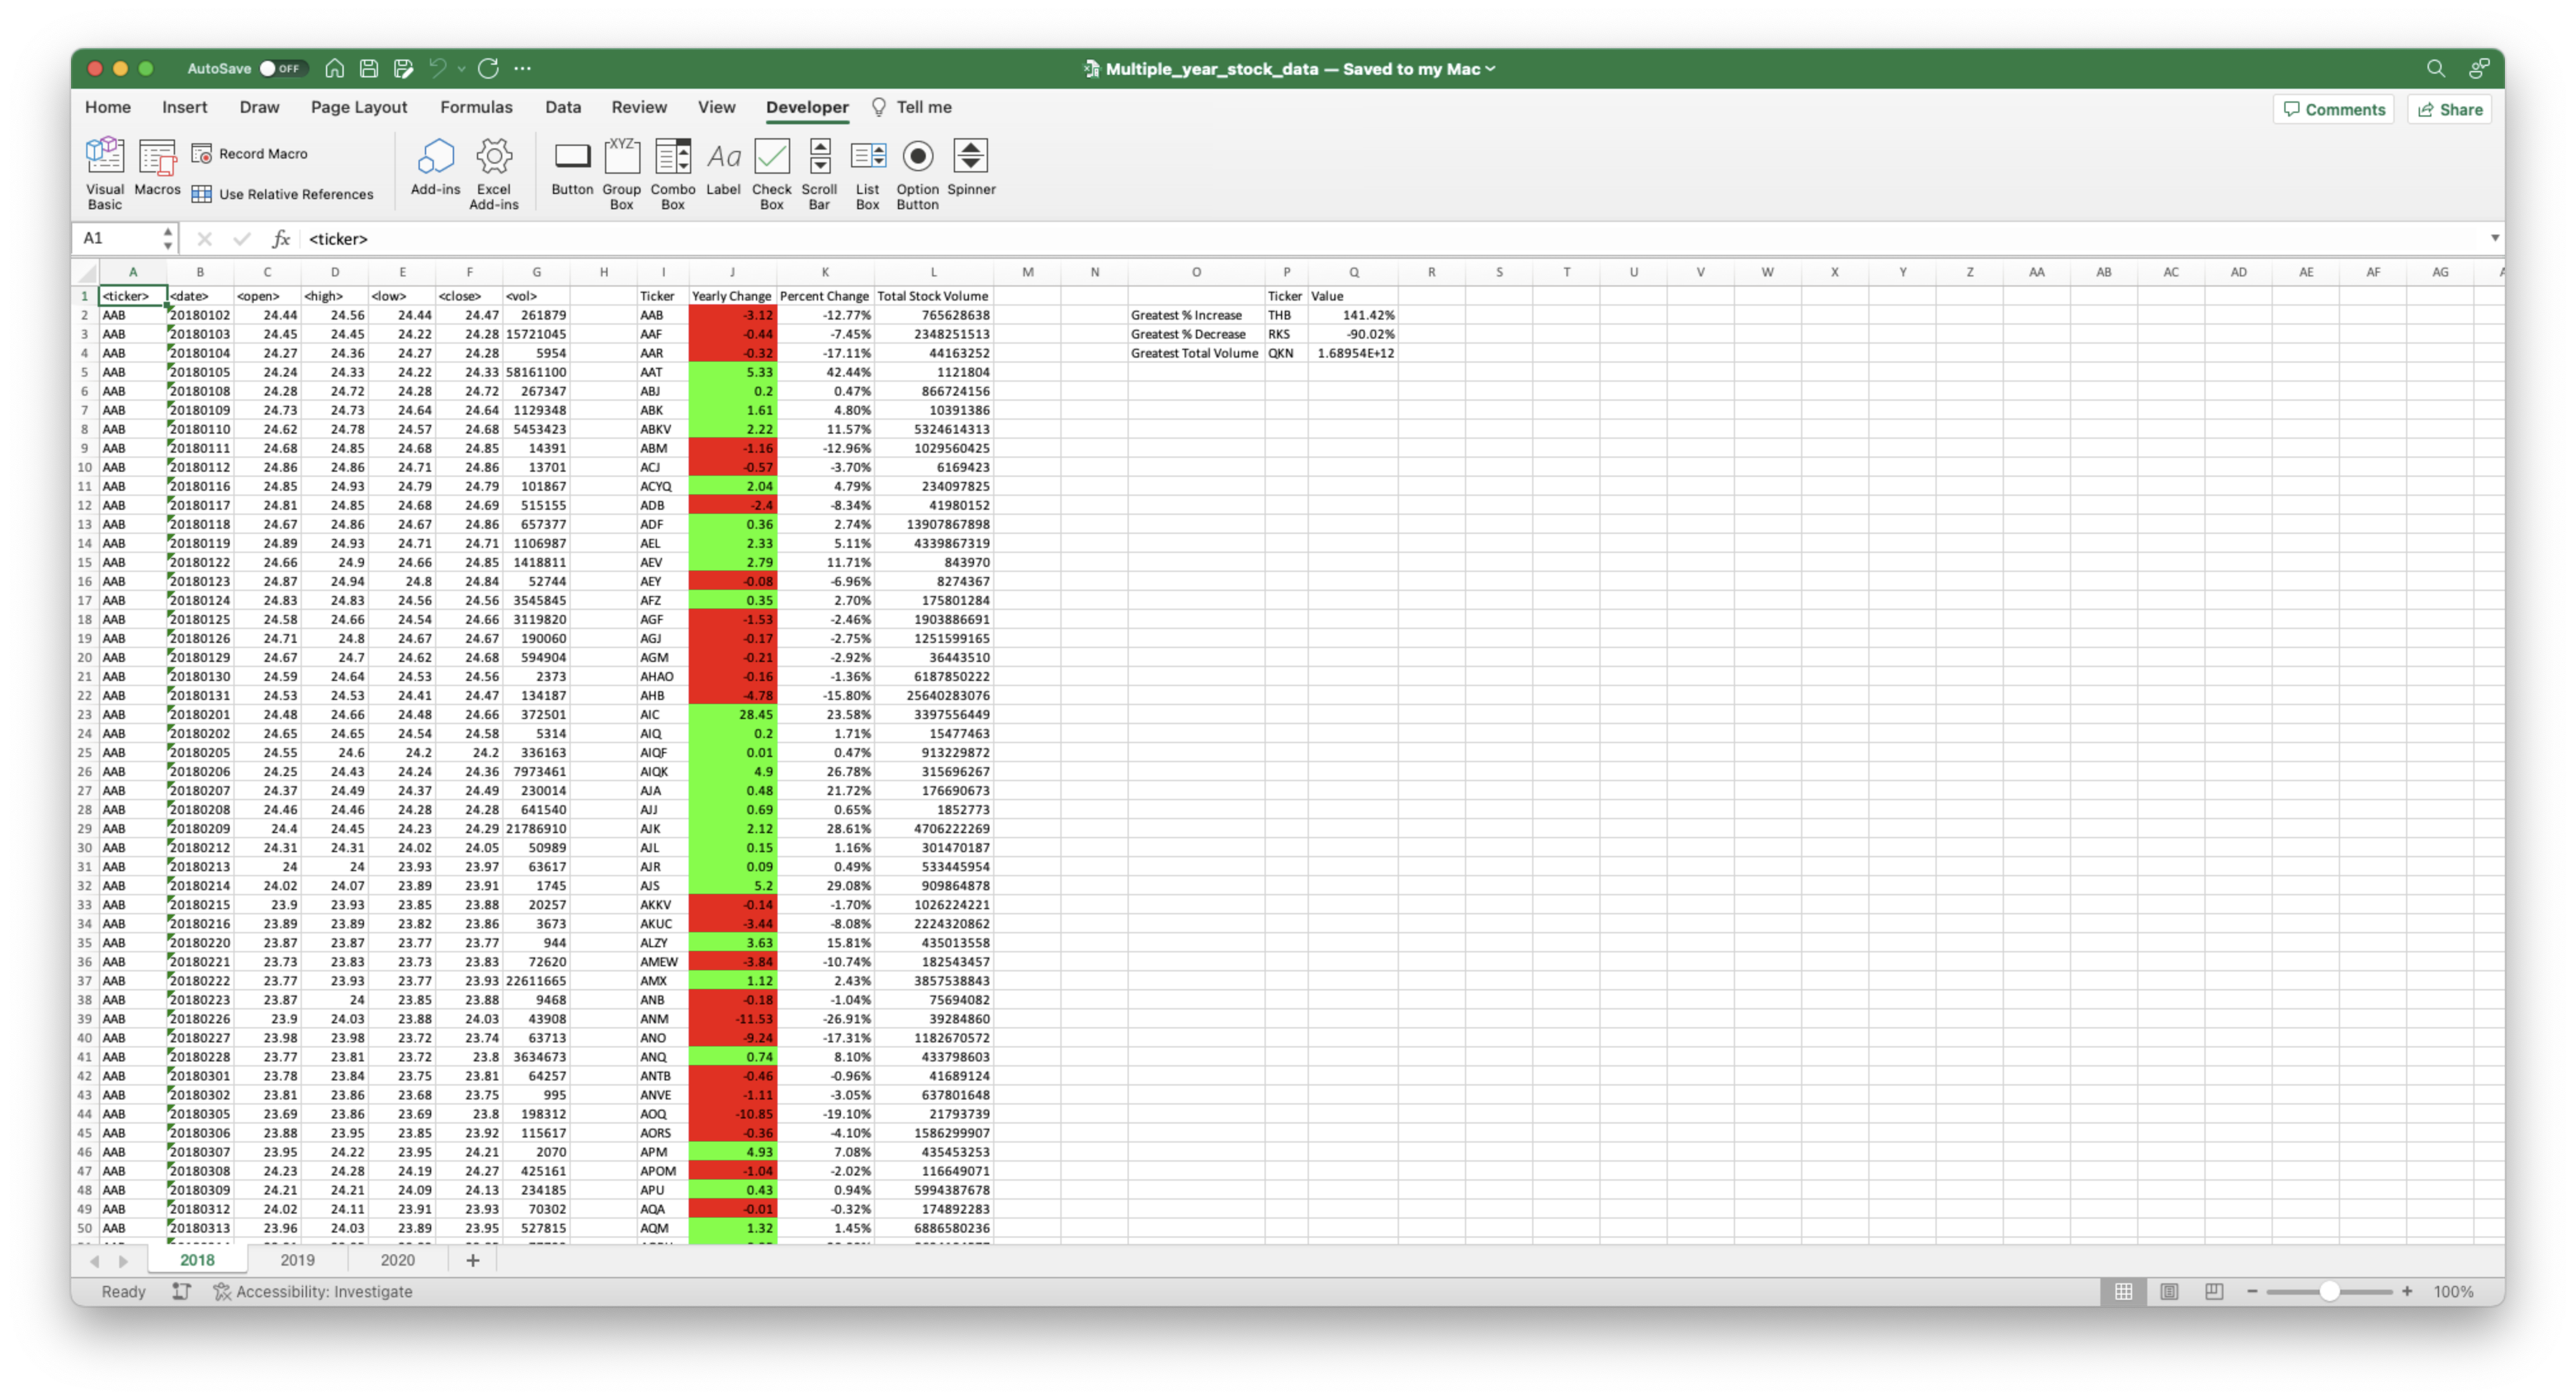 AutoSave OFF Multiple_year_stock_data — Saved to my Mac
Home Insert Draw Page Layout Formulas Data Review View Developer Tell me Comments Share
Visual Basic Macros Record Macro Use Relative References Add-ins Excel Add-ins Button Group Box Combo Box Label Check Box Scroll Bar List Box Option Button Spinner
A1 fx <ticker>
A B C D E F G H I J K L M N O P Q R S T U V W X Y Z AA AB AC AD AE AF AG
1 <ticker> <date> <open> <high> <low> <close> <vol> Ticker Yearly Change Percent Change Total Stock Volume Ticker Value
2 AAB 20180102 24.44 24.56 24.44 24.47 261879 AAB -3.12 -12.77% 765628638 Greatest % Increase THB 141.42%
3 AAB 20180103 24.45 24.45 24.22 24.28 15721045 AAF -0.44 -7.45% 2348251513 Greatest % Decrease RKS -90.02%
4 AAB 20180104 24.27 24.36 24.27 24.28 5954 AAR -0.32 -17.11% 44163252 Greatest Total Volume QKN 1.68954E+12
5 AAB 20180105 24.24 24.33 24.22 24.33 58161100 AAT 5.33 42.44% 1121804
6 AAB 20180108 24.28 24.72 24.28 24.72 267347 ABJ 0.2 0.47% 866724156
7 AAB 20180109 24.73 24.73 24.64 24.64 1129348 ABK 1.61 4.80% 10391386
8 AAB 20180110 24.62 24.78 24.57 24.68 5453423 ABKV 2.22 11.57% 5324614313
9 AAB 20180111 24.68 24.85 24.68 24.85 14391 ABM -1.16 -12.96% 1029560425
10 AAB 20180112 24.86 24.86 24.71 24.86 13701 ACJ -0.57 -3.70% 6169423
11 AAB 20180116 24.85 24.93 24.79 24.79 101867 ACYQ 2.04 4.79% 234097825
12 AAB 20180117 24.81 24.85 24.68 24.69 515155 ADB -2.4 -8.34% 41980152
13 AAB 20180118 24.67 24.86 24.67 24.86 657377 ADF 0.36 2.74% 13907867898
14 AAB 20180119 24.89 24.93 24.71 24.71 1106987 AEL 2.33 5.11% 4339867319
15 AAB 20180122 24.66 24.9 24.66 24.85 1418811 AEV 2.79 11.71% 843970
16 AAB 20180123 24.87 24.94 24.8 24.84 52744 AEY -0.08 -6.96% 8274367
17 AAB 20180124 24.83 24.83 24.56 24.56 3545845 AFZ 0.35 2.70% 175801284
18 AAB 20180125 24.58 24.66 24.54 24.66 3119820 AGF -1.53 -2.46% 1903886691
19 AAB 20180126 24.71 24.8 24.67 24.67 190060 AGJ -0.17 -2.75% 1251599165
20 AAB 20180129 24.67 24.7 24.62 24.68 594904 AGM -0.21 -2.92% 36443510
21 AAB 20180130 24.59 24.64 24.53 24.56 2373 AHAO -0.16 -1.36% 6187850222
22 AAB 20180131 24.53 24.53 24.41 24.47 134187 AHB -4.78 -15.80% 25640283076
23 AAB 20180201 24.48 24.66 24.48 24.66 372501 AIC 28.45 23.58% 3397556449
24 AAB 20180202 24.65 24.65 24.54 24.58 5314 AIQ 0.2 1.71% 15477463
25 AAB 20180205 24.55 24.6 24.2 24.2 336163 AIQF 0.01 0.47% 913229872
26 AAB 20180206 24.25 24.43 24.24 24.36 7973461 AIQK 4.9 26.78% 315696267
27 AAB 20180207 24.37 24.49 24.37 24.49 230014 AJA 0.48 21.72% 176690673
28 AAB 20180208 24.46 24.46 24.28 24.28 641540 AJJ 0.69 0.65% 1852773
29 AAB 20180209 24.4 24.45 24.23 24.29 21786910 AJK 2.12 28.61% 4706222269
30 AAB 20180212 24.31 24.31 24.02 24.05 50989 AJL 0.15 1.16% 301470187
31 AAB 20180213 24 24 23.93 23.97 63617 AJR 0.09 0.49% 533445954
32 AAB 20180214 24.02 24.07 23.89 23.91 1745 AJS 5.2 29.08% 909864878
33 AAB 20180215 23.9 23.93 23.85 23.88 20257 AKKV -0.14 -1.70% 1026224221
34 AAB 20180216 23.89 23.89 23.82 23.86 3673 AKUC -3.44 -8.08% 2224320862
35 AAB 20180220 23.87 23.87 23.77 23.77 944 ALZY 3.63 15.81% 435013558
36 AAB 20180221 23.73 23.83 23.73 23.83 72620 AMEW -3.84 -10.74% 182543457
37 AAB 20180222 23.77 23.93 23.77 23.93 22611665 AMX 1.12 2.43% 3857538843
38 AAB 20180223 23.87 24 23.85 23.88 9468 ANB -0.18 -1.04% 75694082
39 AAB 20180226 23.9 24.03 23.88 24.03 43908 ANM -11.53 -26.91% 39284860
40 AAB 20180227 23.98 23.98 23.72 23.74 63713 ANO -9.24 -17.31% 1182670572
41 AAB 20180228 23.77 23.81 23.72 23.8 3634673 ANQ 0.74 8.10% 433798603
42 AAB 20180301 23.78 23.84 23.75 23.81 64257 ANTB -0.46 -0.96% 41689124
43 AAB 20180302 23.81 23.86 23.68 23.75 995 ANVE -1.11 -3.05% 637801648
44 AAB 20180305 23.69 23.86 23.69 23.8 198312 AOQ -10.85 -19.10% 21793739
45 AAB 20180306 23.88 23.95 23.85 23.92 115617 AORS -0.36 -4.10% 1586299907
46 AAB 20180307 23.95 24.22 23.95 24.21 2070 APM 4.93 7.08% 435453253
47 AAB 20180308 24.23 24.28 24.19 24.27 425161 APOM -1.04 -2.02% 116649071
48 AAB 20180309 24.21 24.21 24.09 24.13 234185 APU 0.43 0.94% 5994387678
49 AAB 20180312 24.02 24.11 23.91 23.93 70302 AQA -0.01 -0.32% 174892283
50 AAB 20180313 23.96 24.03 23.89 23.95 527815 AQM 1.32 1.45% 6886580236
2018 2019 2020
Ready Accessibility: Investigate 100%